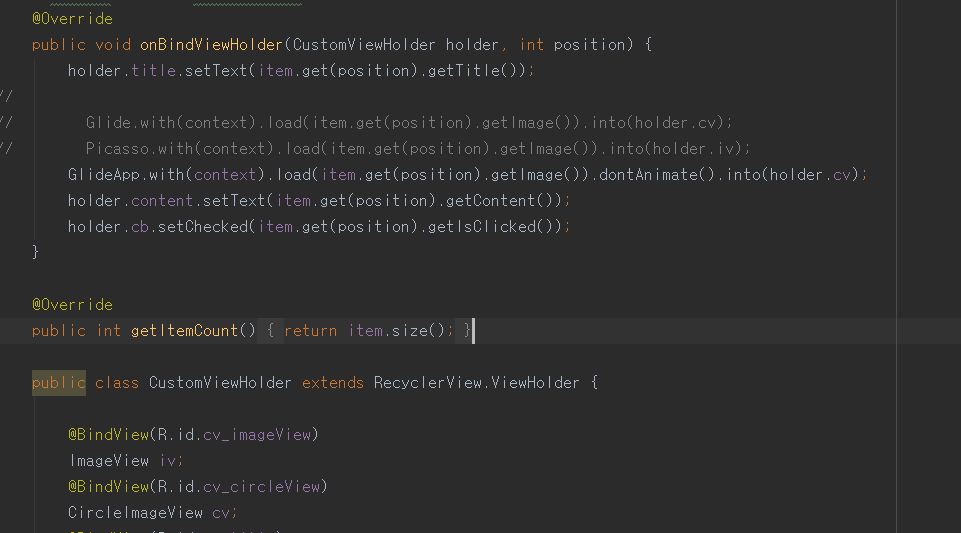 @Override
public void onBindViewHolder(CustomViewHolder holder, int position) {
holder.title.setText(item.get(position).getTitle());
//
// Glide.with(context).load(item.get(position).getImage()).into(holder.cv);
// Picasso.with(context).load(item.get(position).getImage()).into(holder.iv);
GlideApp.with(context).load(item.get(position).getImage()).dontAnimate().into(holder.cv);
holder.content.setText(item.get(position).getContent());
holder.cb.setChecked(item.get(position).getIsClicked());
}
@Override
public int getItemCount() { return item.size(); }
public class CustomViewHolder extends RecyclerView.ViewHolder {
@BindView(R.id.cv_imageView)
ImageView iv;
@BindView(R.id.cv_circleView)
CircleImageView cv;